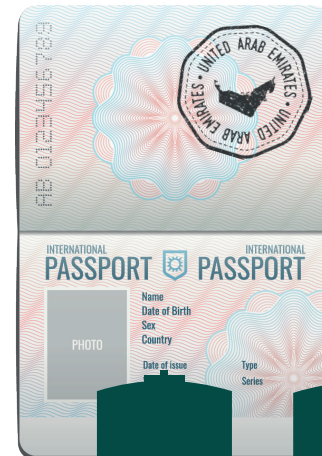 AB 0123456789
UNITED ARAB EMIRATES • UNITED ARAB EMIRATES •
INTERNATIONAL
PASSPORT
INTERNATIONAL
PASSPORT
PHOTO
Name
Date of Birth
Sex
Country
Date of issue
Type
Series